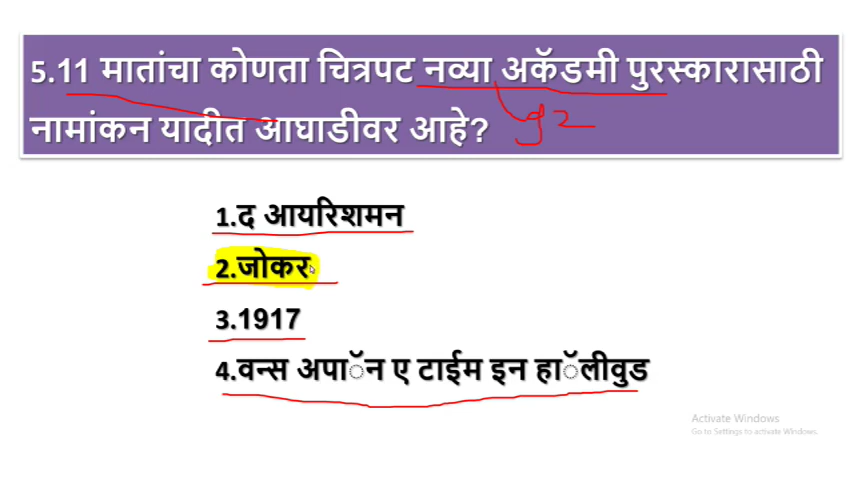 5.11 मातांचा कोणता चित्रपट नव्या अकॅडमी पुरस्कारासाठी
नामांकन यादीत आघाडीवर आहे?
92
1.द आयरिशमन
2.जोकर
3.1917
4.वन्स अपाॅन ए टाईम इन हाॅलीवुड
Activate Windows
Go to Settings to activate Windows.